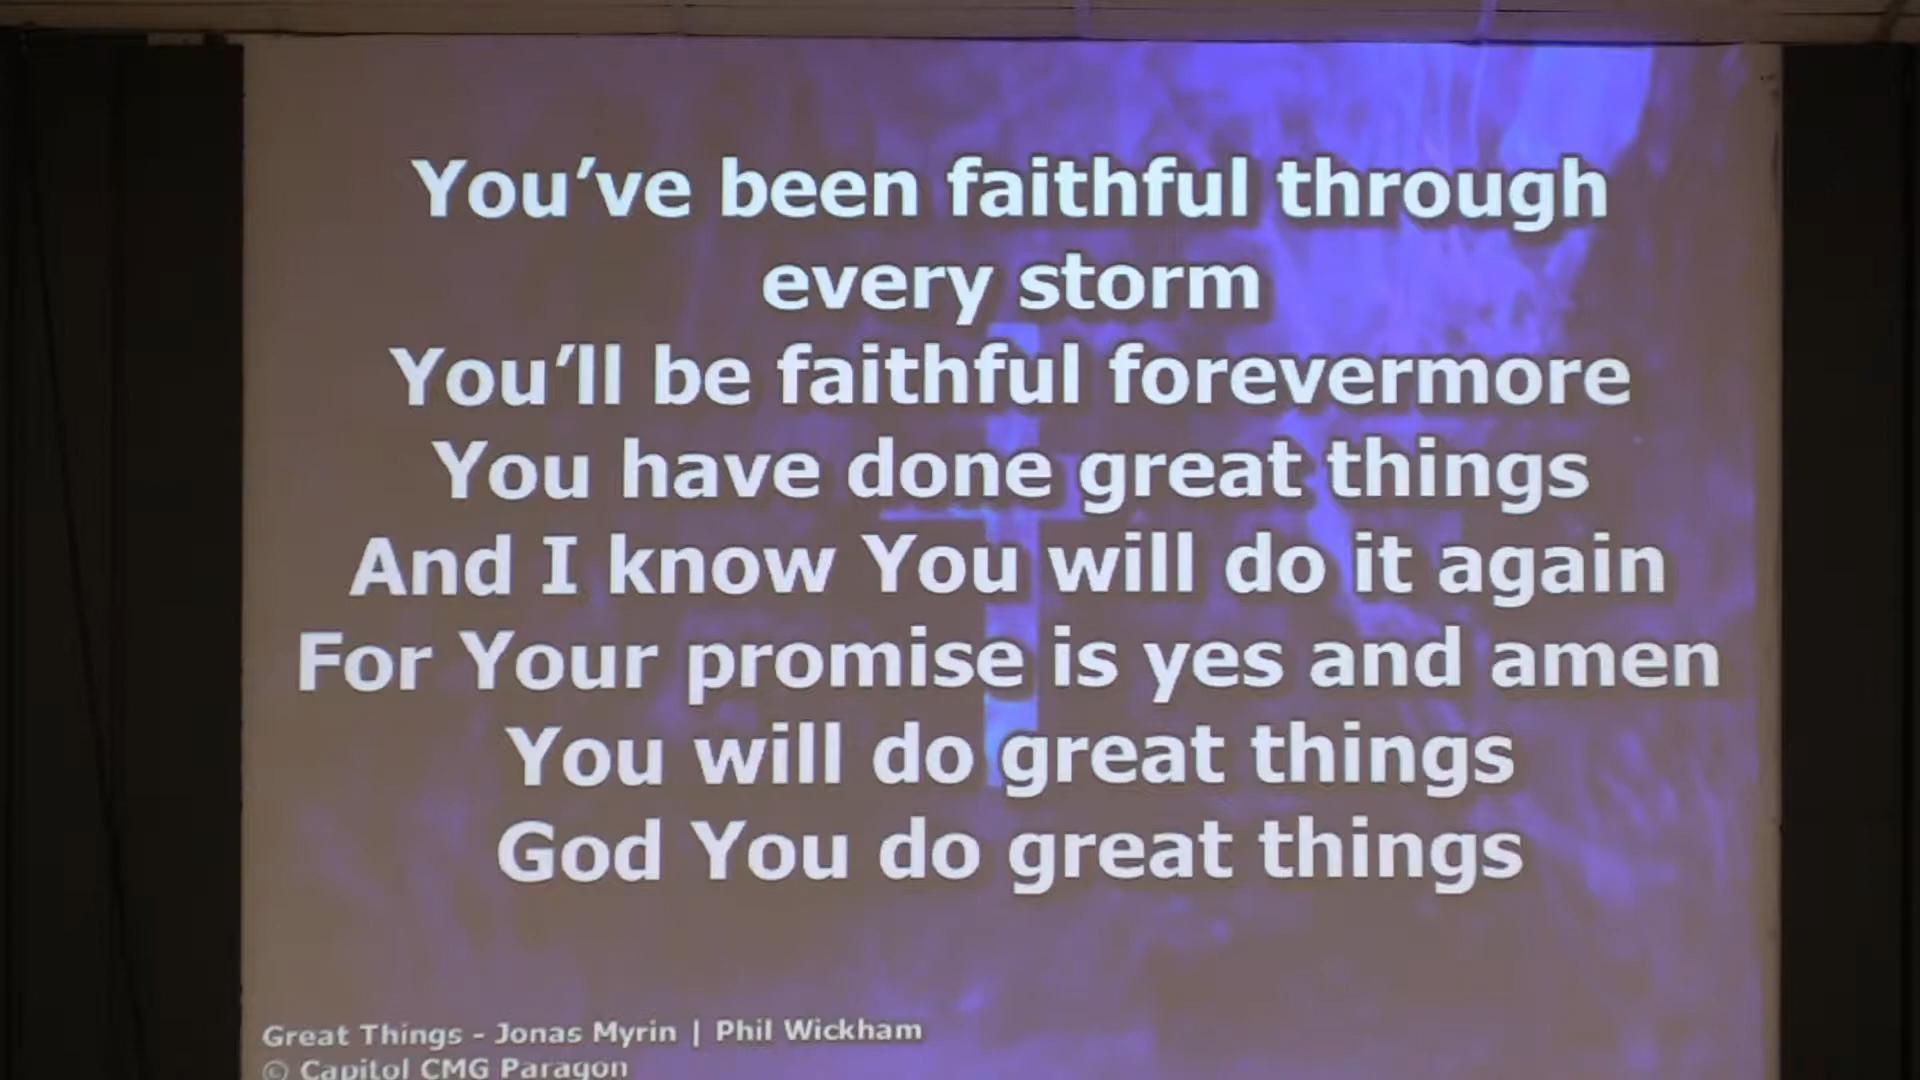 You’ve been faithful through
every storm
You’ll be faithful forevermore
You have done great things
And I know You will do it again
For Your promise is yes and amen
You will do great things
God You do great things
Great Things - Jonas Myrin | Phil Wickham
© Capitol CMG Paragon